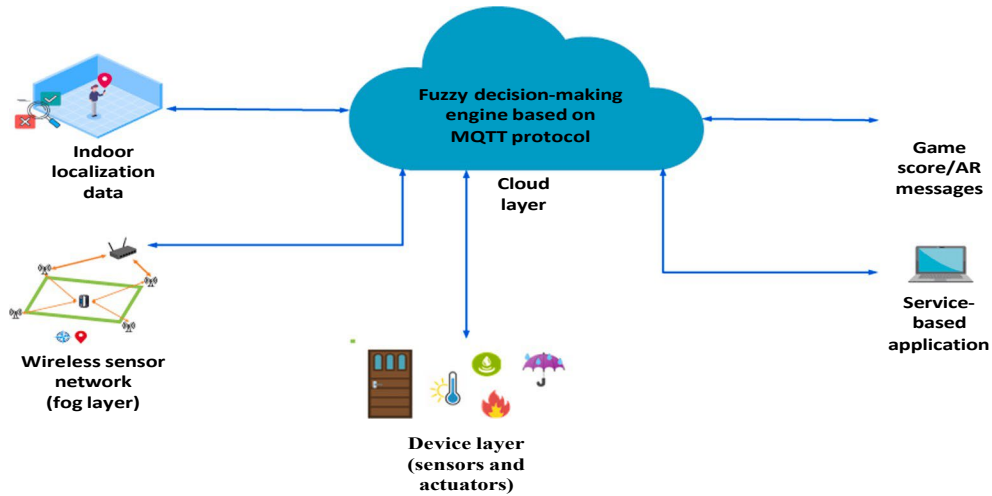 Fuzzy decision-making
engine based on
MQTT protocol
Cloud
layer
Indoor
localization
data
Game
score/AR
messages
Wireless sensor
network
(fog layer)
Service-
based
application
Device layer
(sensors and
actuators)